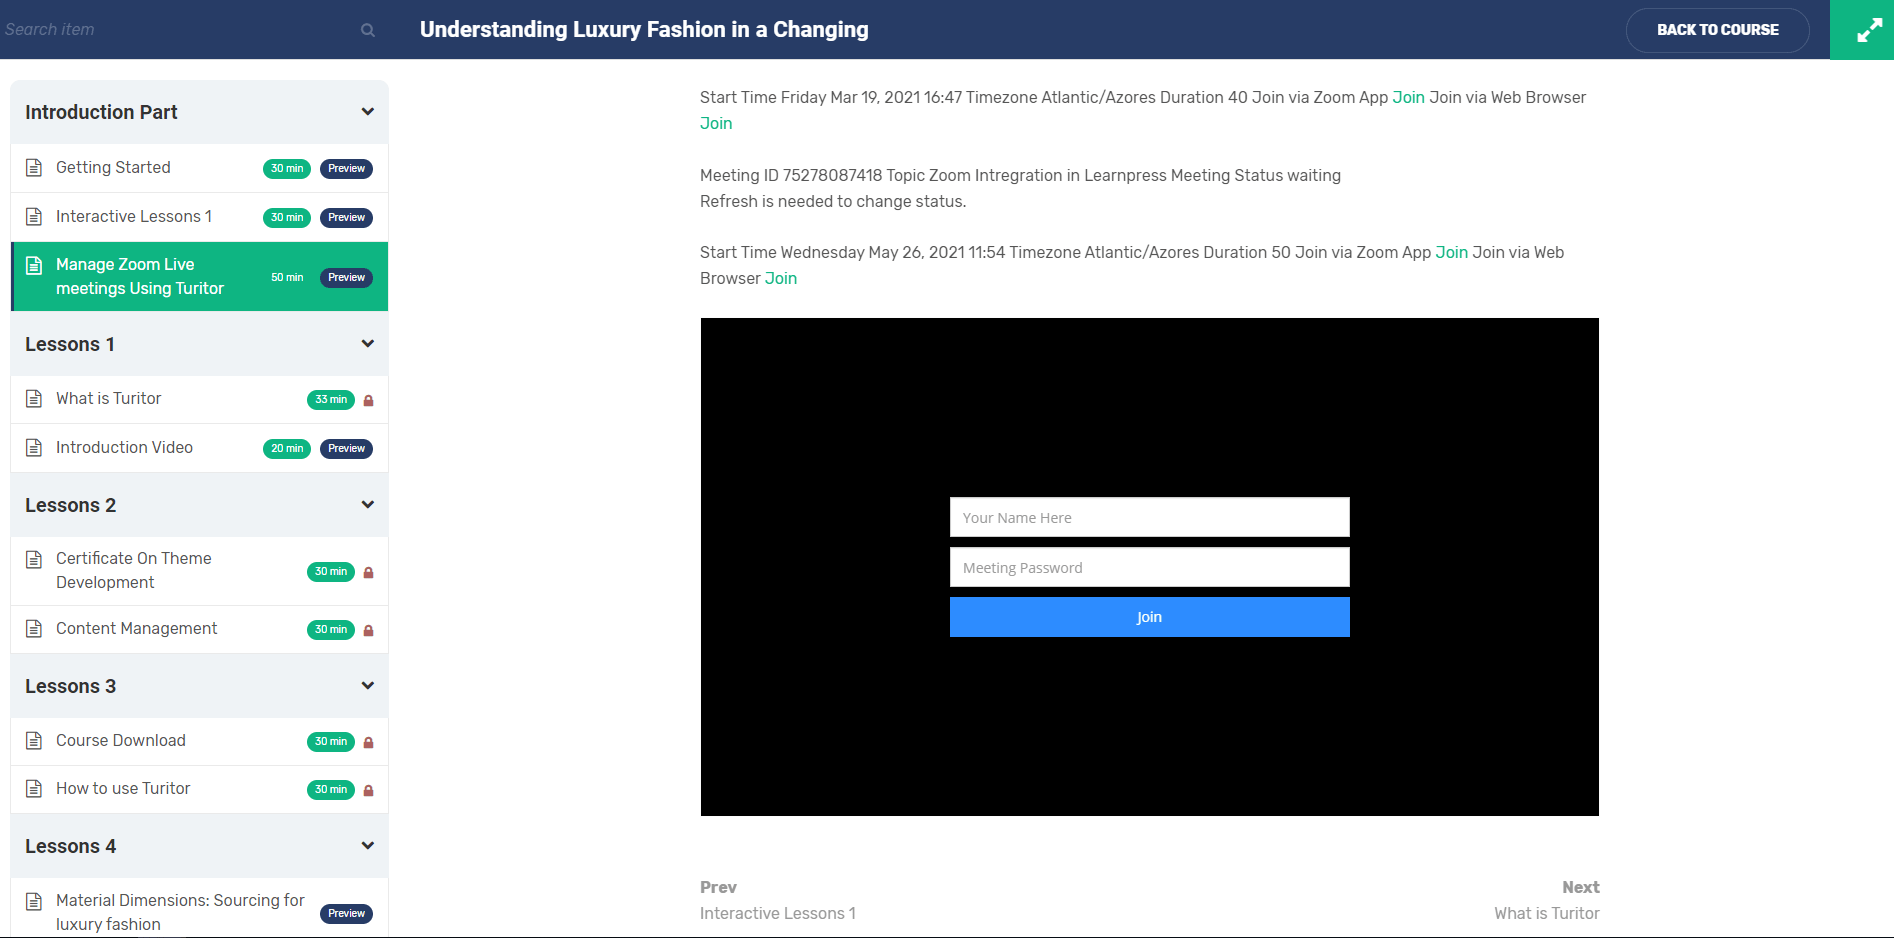 Search item
Understanding Luxury Fashion in a Changing
BACK TO COURSE
Introduction Part
Getting Started 30 min Preview
Interactive Lessons 1 30 min Preview
Manage Zoom Live
meetings Using Turitor 50 min Preview
Lessons 1
What is Turitor 33 min
Introduction Video 20 min Preview
Lessons 2
Certificate On Theme
Development 30 min
Content Management 30 min
Lessons 3
Course Download 30 min
How to use Turitor 30 min
Lessons 4
Material Dimensions: Sourcing for
luxury fashion Preview
Start Time Friday Mar 19, 2021 16:47 Timezone Atlantic/Azores Duration 40 Join via Zoom App Join Join via Web Browser
Join
Meeting ID 75278087418 Topic Zoom Intregration in Learnpress Meeting Status waiting
Refresh is needed to change status.
Start Time Wednesday May 26, 2021 11:54 Timezone Atlantic/Azores Duration 50 Join via Zoom App Join Join via Web
Browser Join
Your Name Here
Meeting Password
Join
Prev
Interactive Lessons 1
Next
What is Turitor